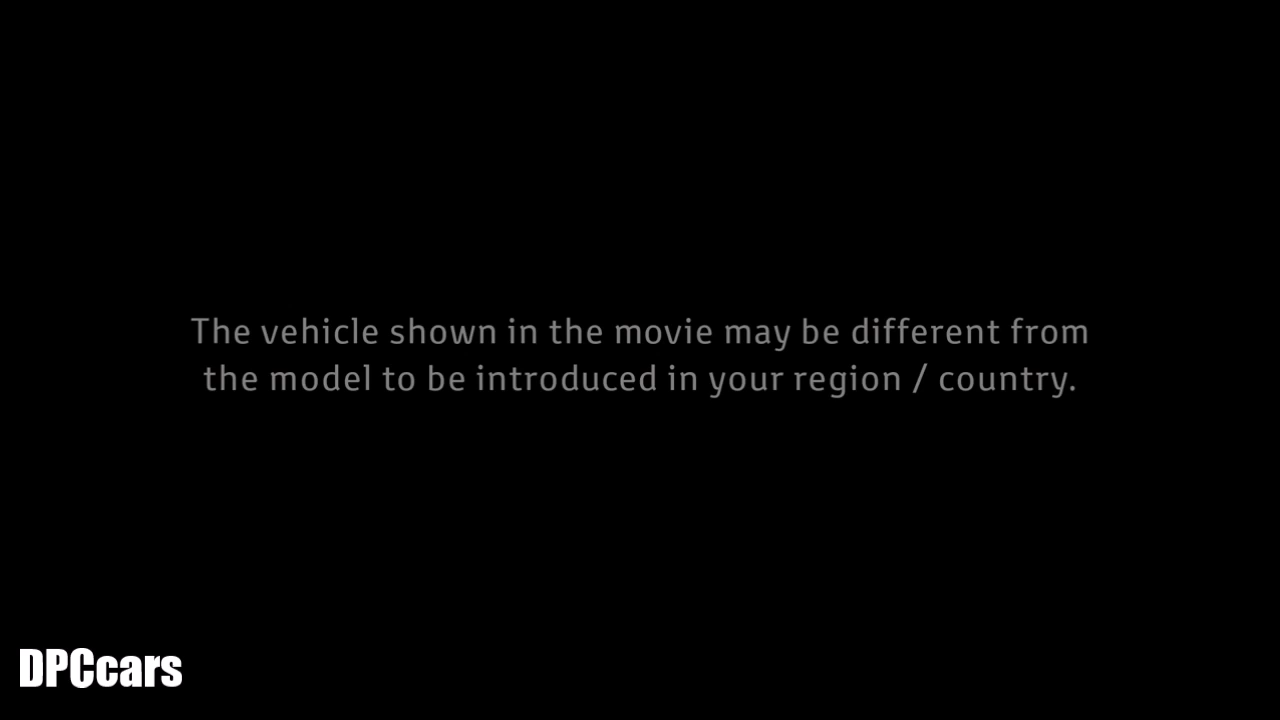 The vehicle shown in the movie may be different from
the model to be introduced in your region / country.
DPCcars